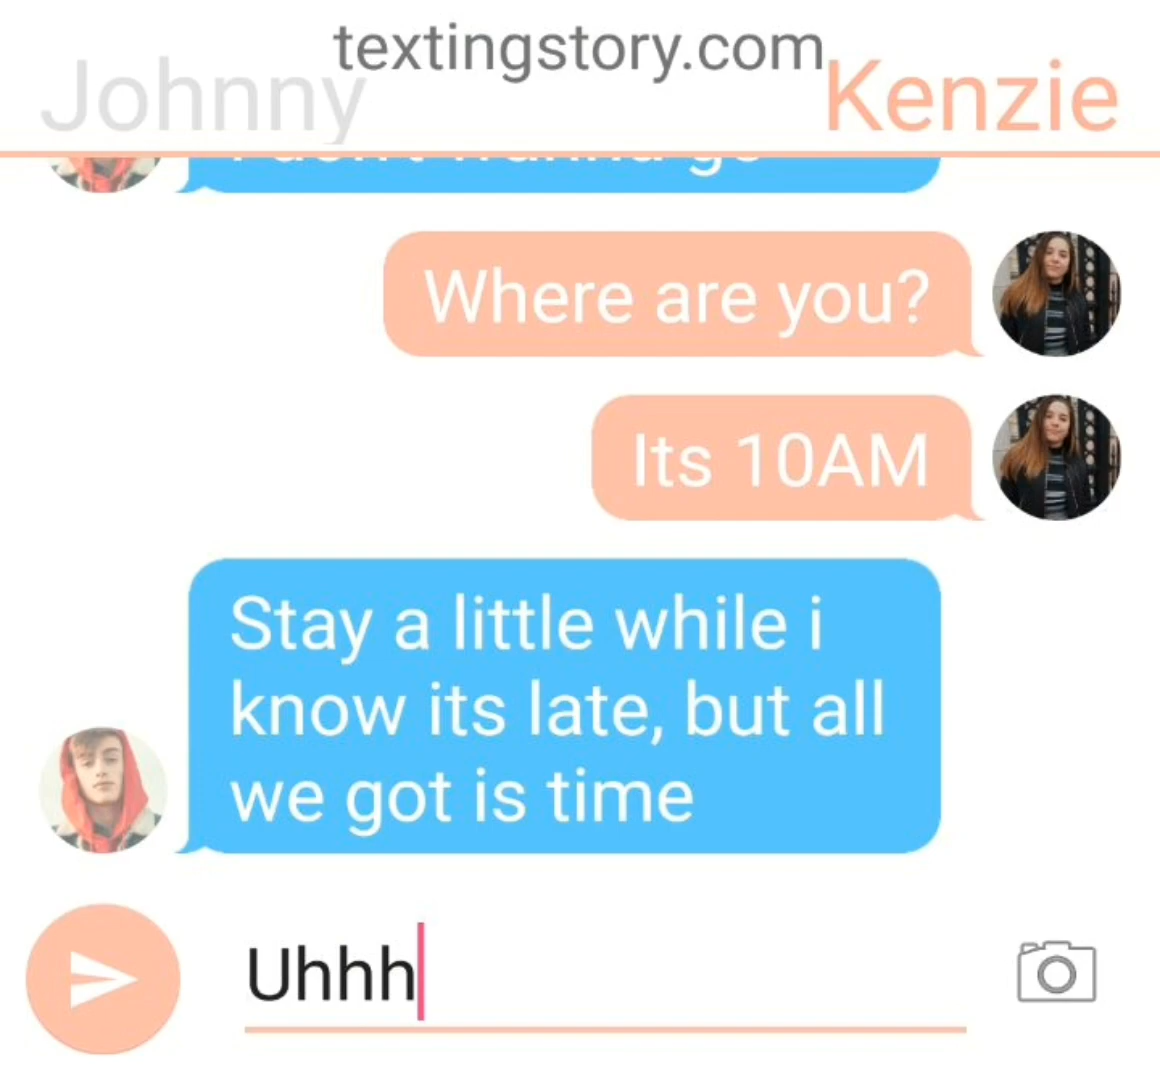 textingstory.com
Johnny
Kenzie
Where are you?
Its 10AM
Stay a little while i
know its late, but all
we got is time
Uhhh